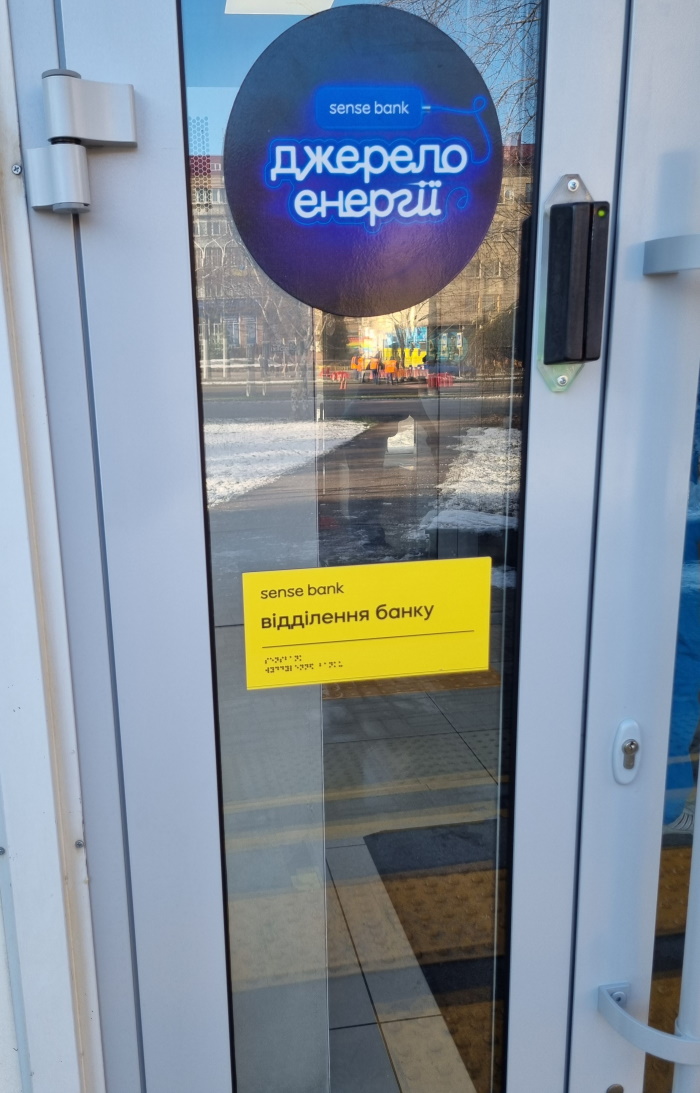 sense bank
джерело
енергії
sense bank
відділення банку